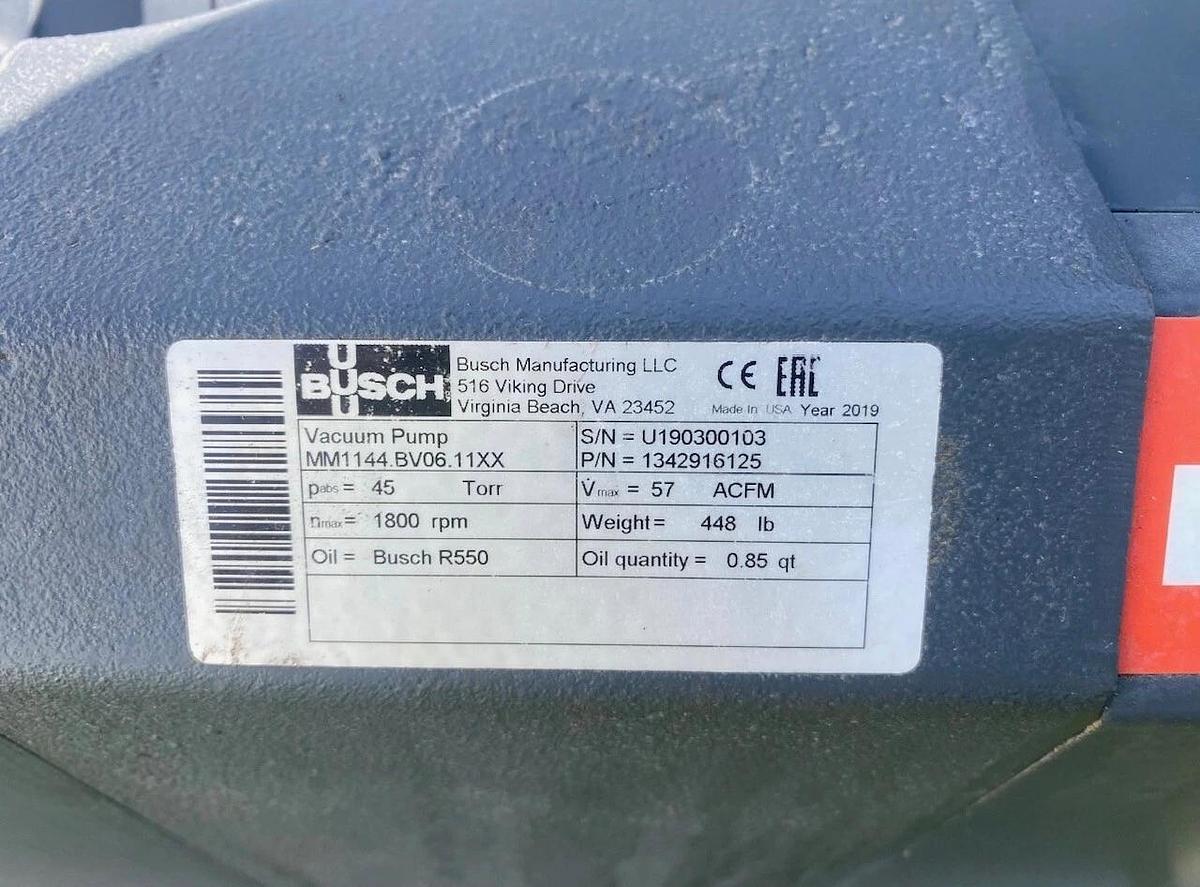 U
BUSCH
U
Busch Manufacturing LLC
516 Viking Drive
Virginia Beach, VA 23452
CE EAC
Made In USA Year 2019
Vacuum Pump
MM1144.BV06.11XX
S/N = U190300103
P/N = 1342916125
pabs = 45 Torr
V̇max = 57 ACFM
nmax = 1800 rpm
Weight = 448 lb
Oil = Busch R550
Oil quantity = 0.85 qt